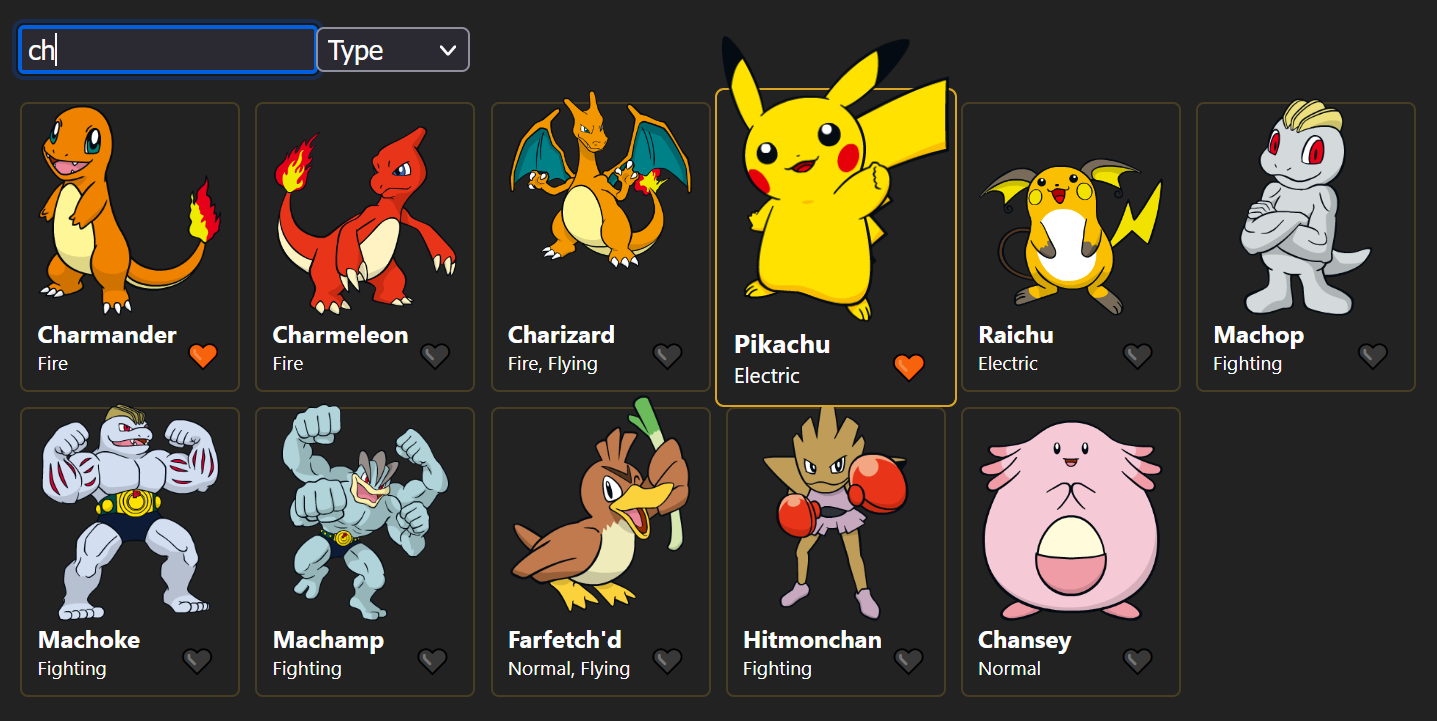 ch
Type
Charmander
Fire
Charmeleon
Fire
Charizard
Fire, Flying
Pikachu
Electric
Raichu
Electric
Machop
Fighting
Machoke
Fighting
Machamp
Fighting
Farfetch'd
Normal, Flying
Hitmonchan
Fighting
Chansey
Normal